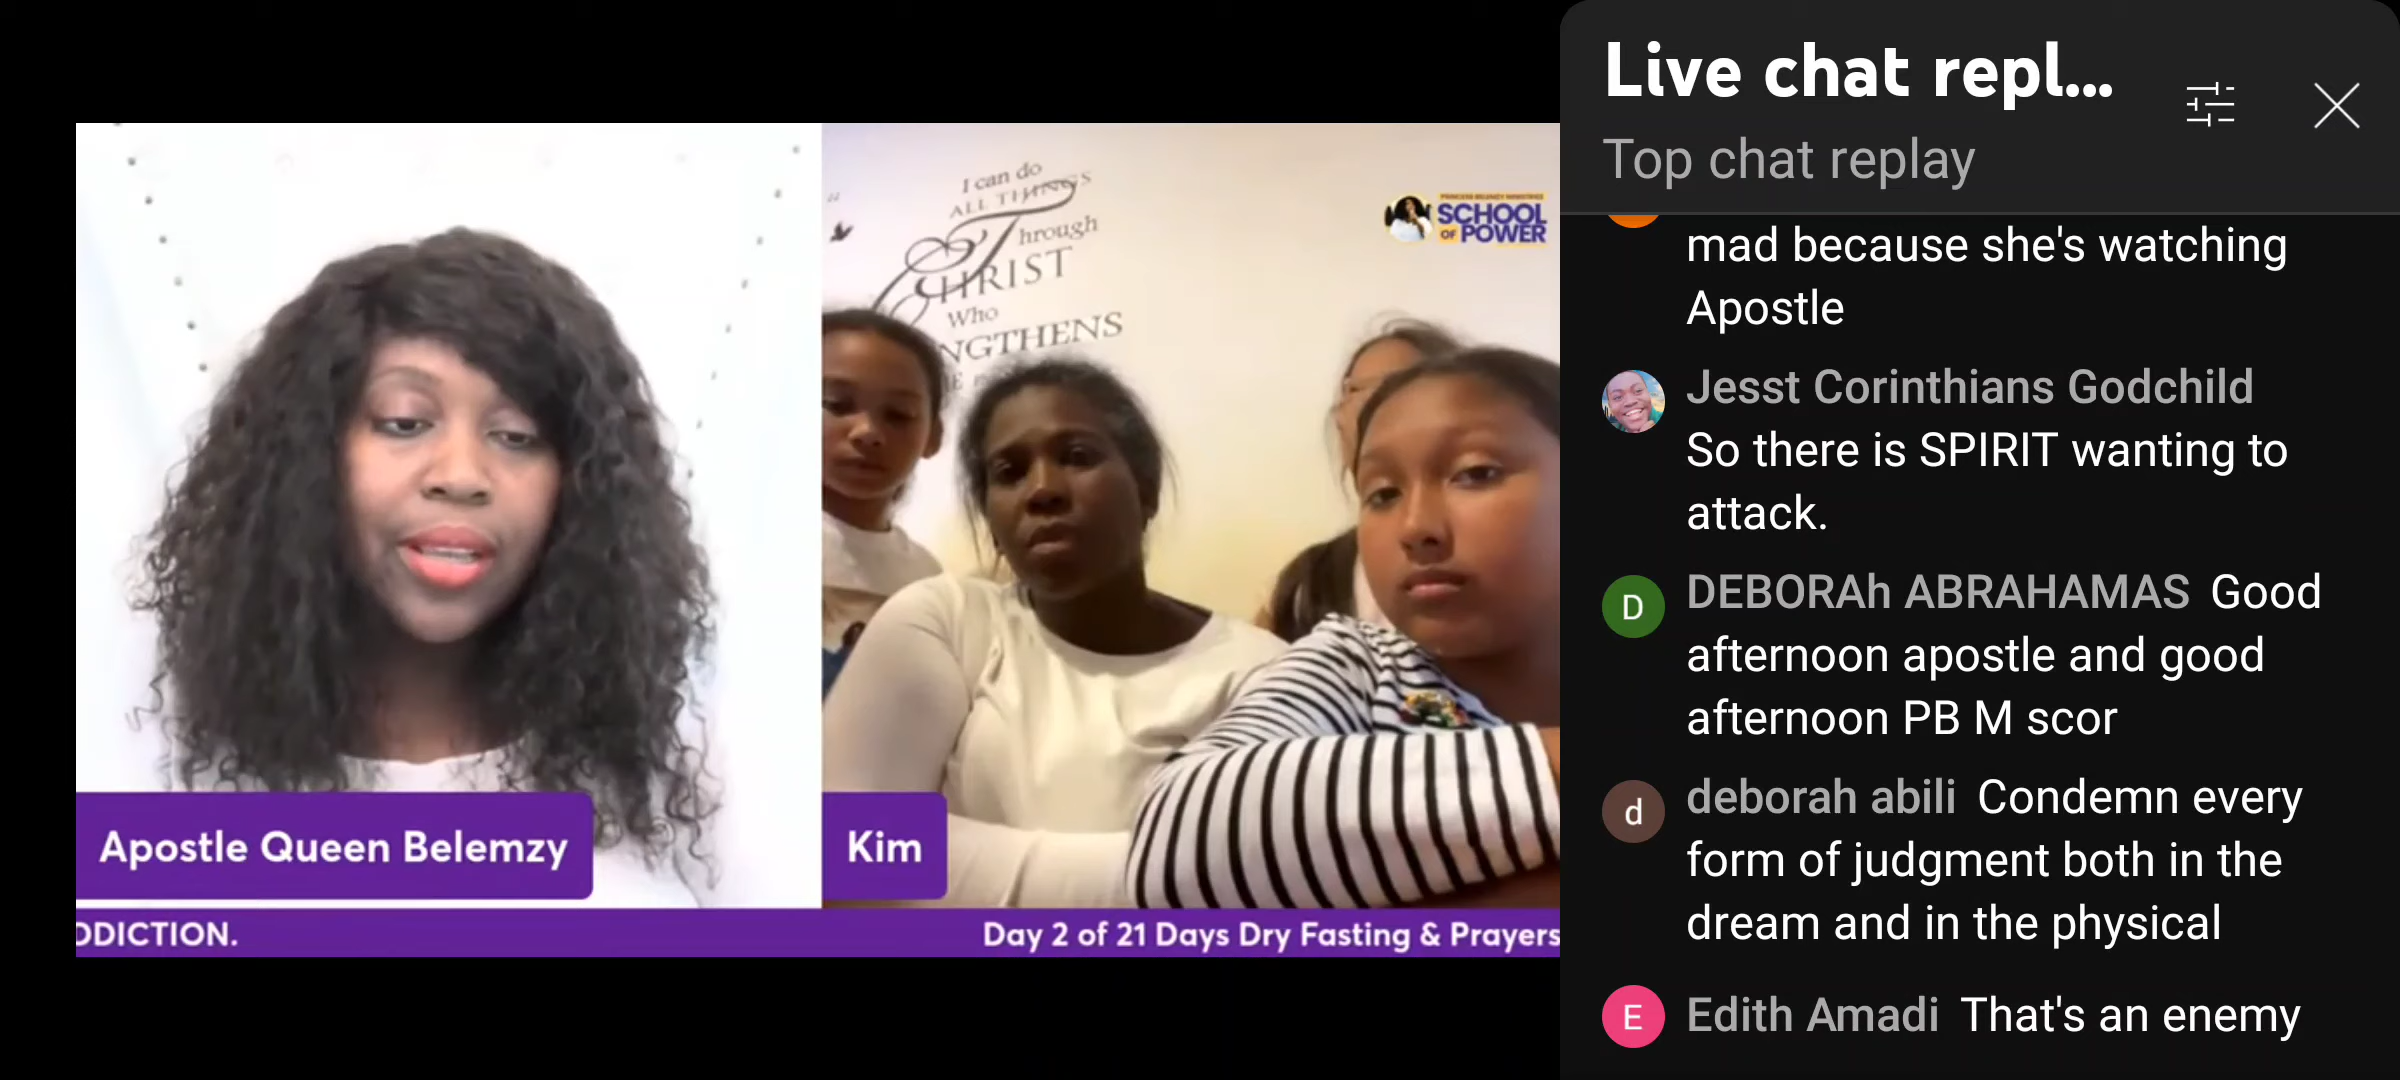 I can do
ALL THINGS
Through
CHRIST
Who
NGTHENS
PRINCESS BELEMZY MINISTRIES
SCHOOL
OF POWER
Apostle Queen Belemzy
Kim
DDICTION.
Day 2 of 21 Days Dry Fasting & Prayers
Live chat repl...
Top chat replay
mad because she's watching
Apostle
Jesst Corinthians Godchild
So there is SPIRIT wanting to
attack.
D
DEBORAh ABRAHAMAS Good
afternoon apostle and good
afternoon PB M scor
d
deborah abili Condemn every
form of judgment both in the
dream and in the physical
E
Edith Amadi That's an enemy